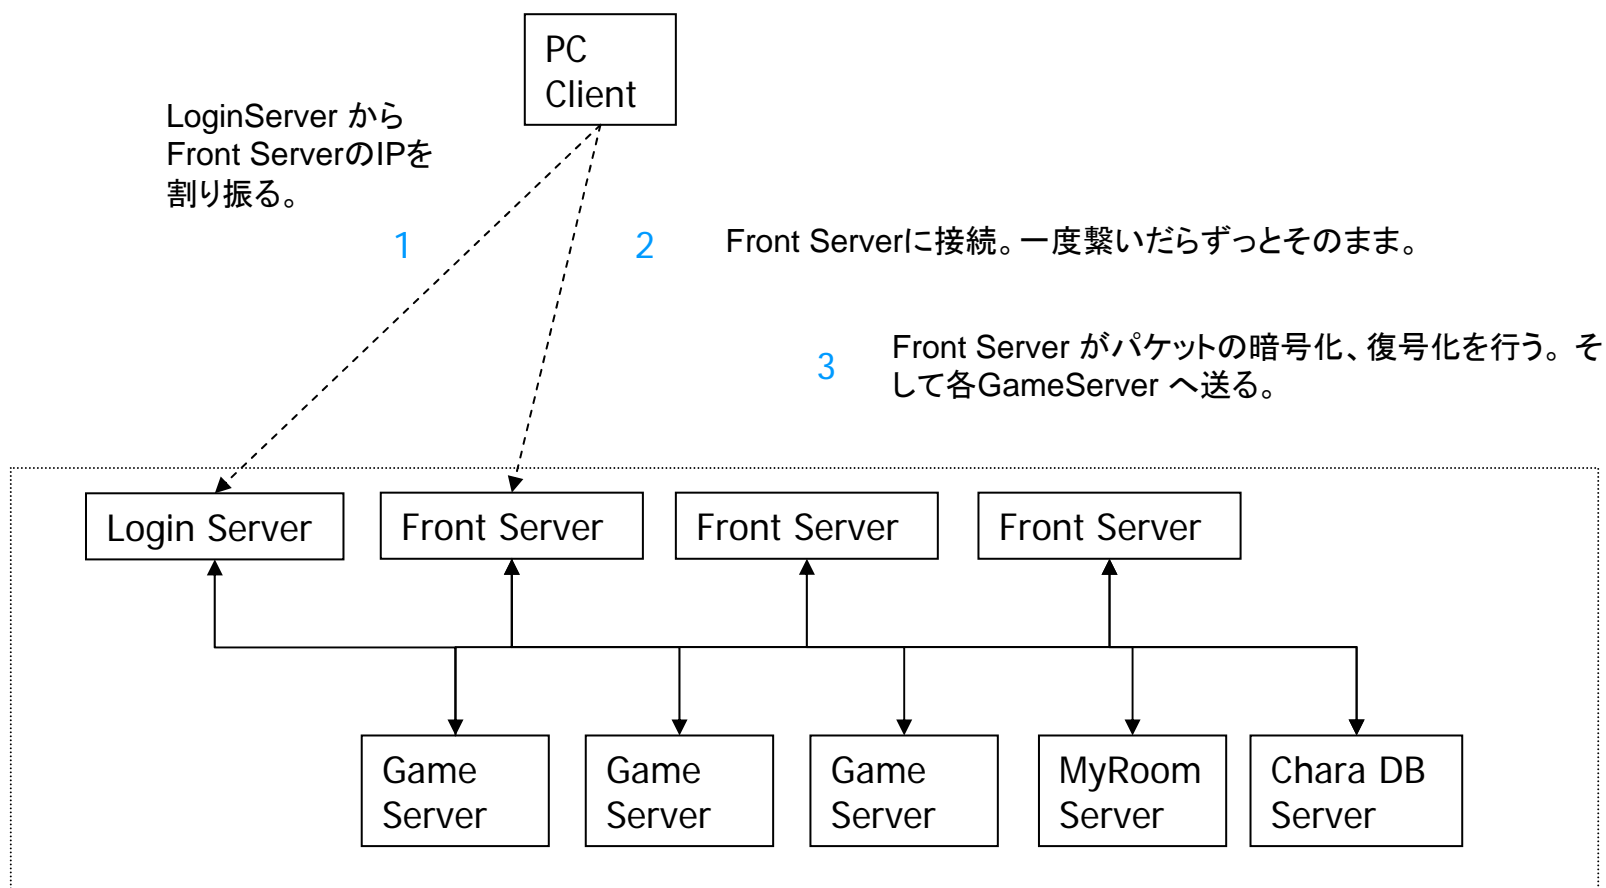 PC
Client
LoginServer から
Front ServerのIPを
割り振る。
1
2
Front Serverに接続。一度繋いだらずっとそのまま。
3
Front Server がパケットの暗号化、復号化を行う。そ
して各GameServer へ送る。
Login Server
Front Server
Front Server
Front Server
Game
Server
Game
Server
Game
Server
MyRoom
Server
Chara DB
Server